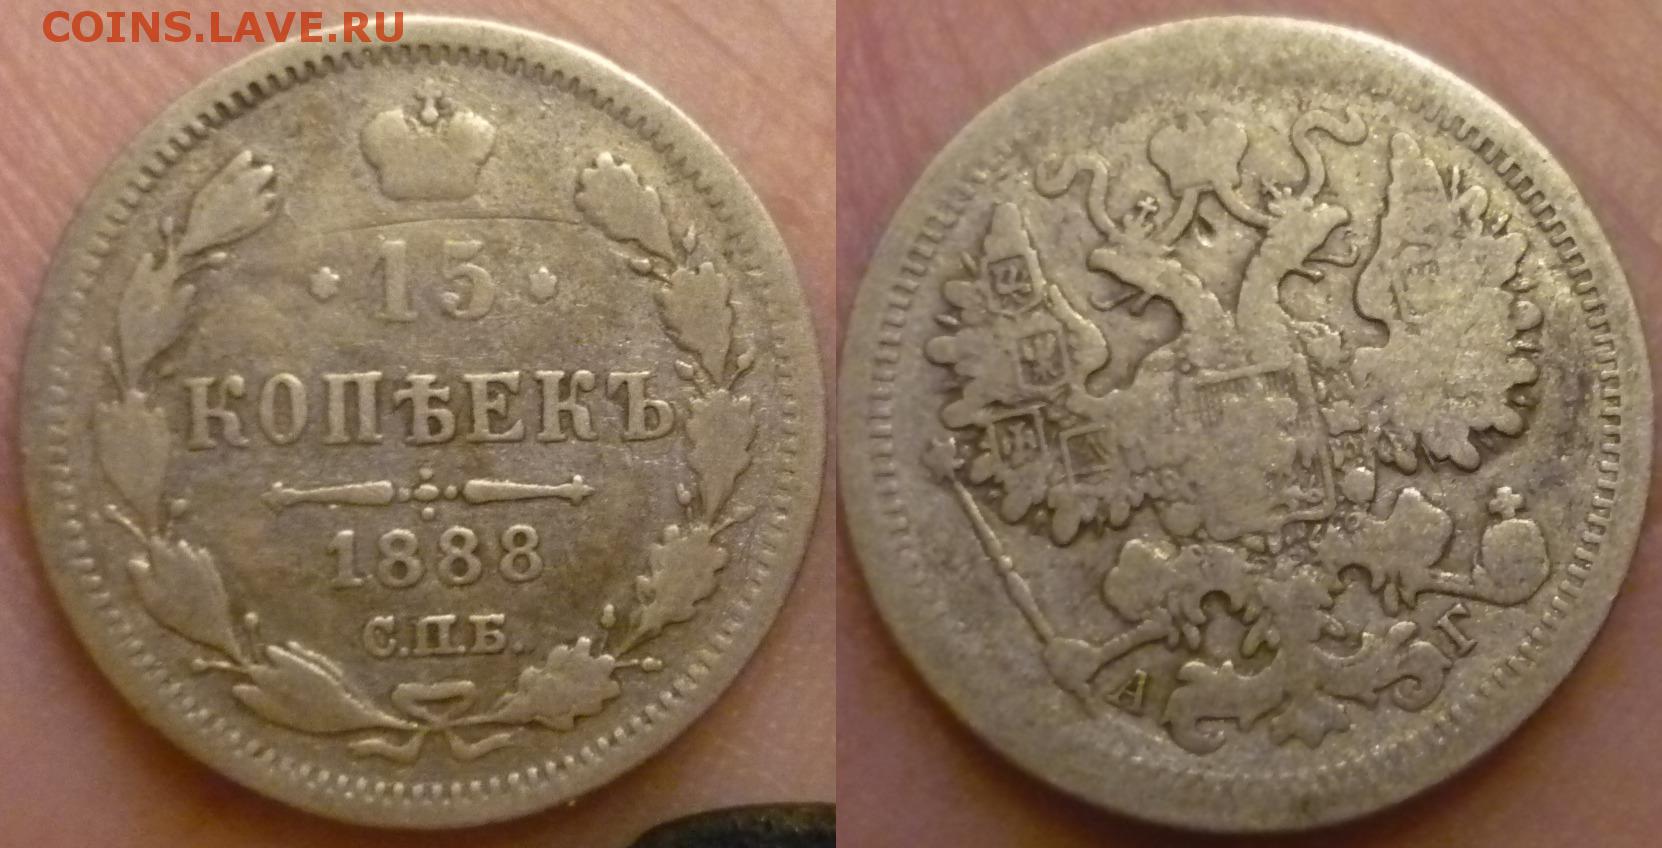 COINS.LAVE.RU
· 15 ·
КОПѢЕКЪ
1888
С.П.Б.
А Г